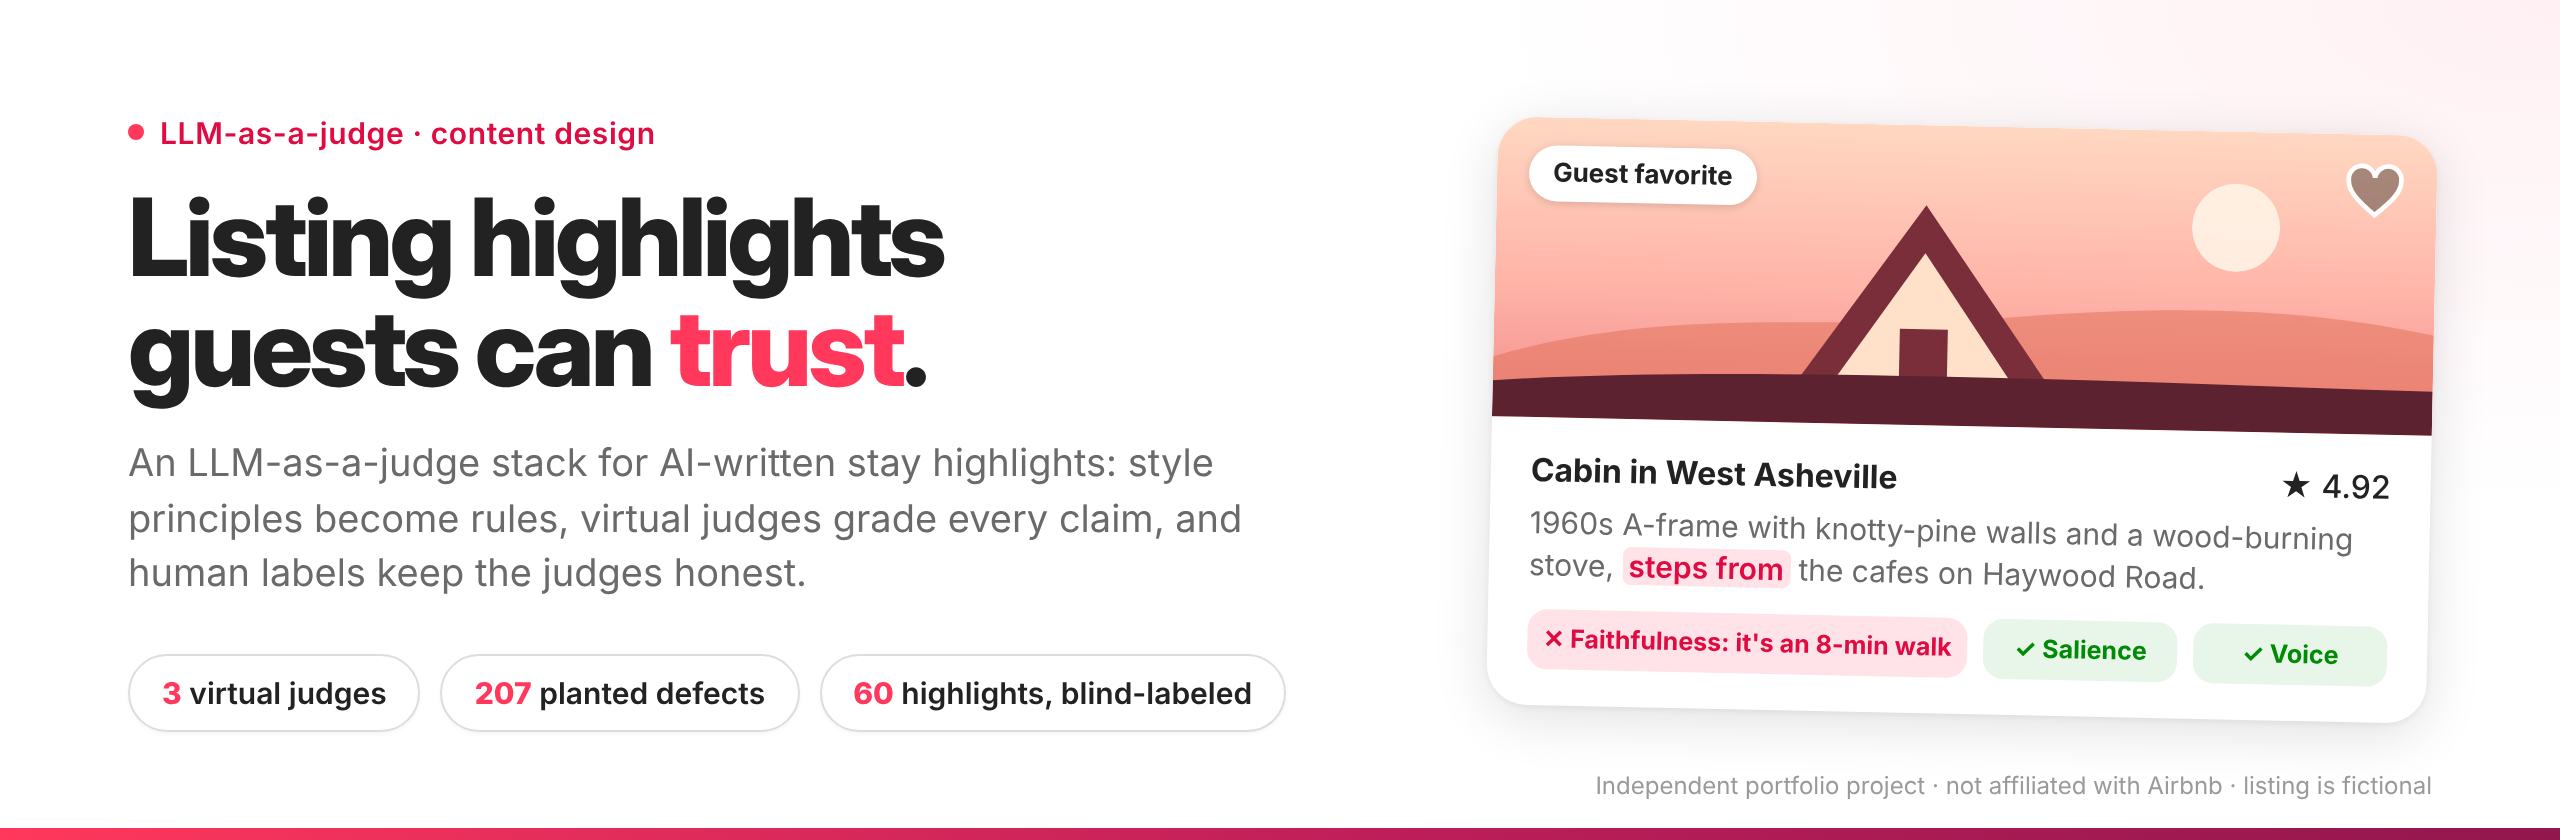 LLM-as-a-judge · content design
Listing highlights
guests can trust.
An LLM-as-a-judge stack for AI-written stay highlights: style
principles become rules, virtual judges grade every claim, and
human labels keep the judges honest.
3 virtual judges
207 planted defects
60 highlights, blind-labeled
Guest favorite
Cabin in West Asheville
★ 4.92
1960s A-frame with knotty-pine walls and a wood-burning
stove, steps from the cafes on Haywood Road.
✕ Faithfulness: it's an 8-min walk
✓ Salience
✓ Voice
Independent portfolio project · not affiliated with Airbnb · listing is fictional